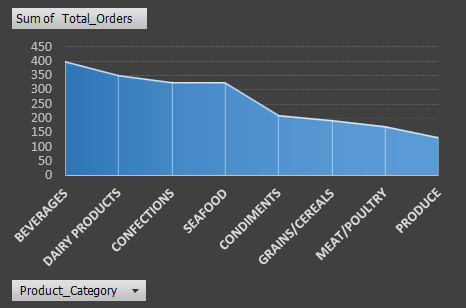 Sum of Total_Orders
450
400
350
300
250
200
150
100
50
0
BEVERAGES
DAIRY PRODUCTS
CONFECTIONS
SEAFOOD
CONDIMENTS
GRAINS/CEREALS
MEAT/POULTRY
PRODUCE
Product_Category